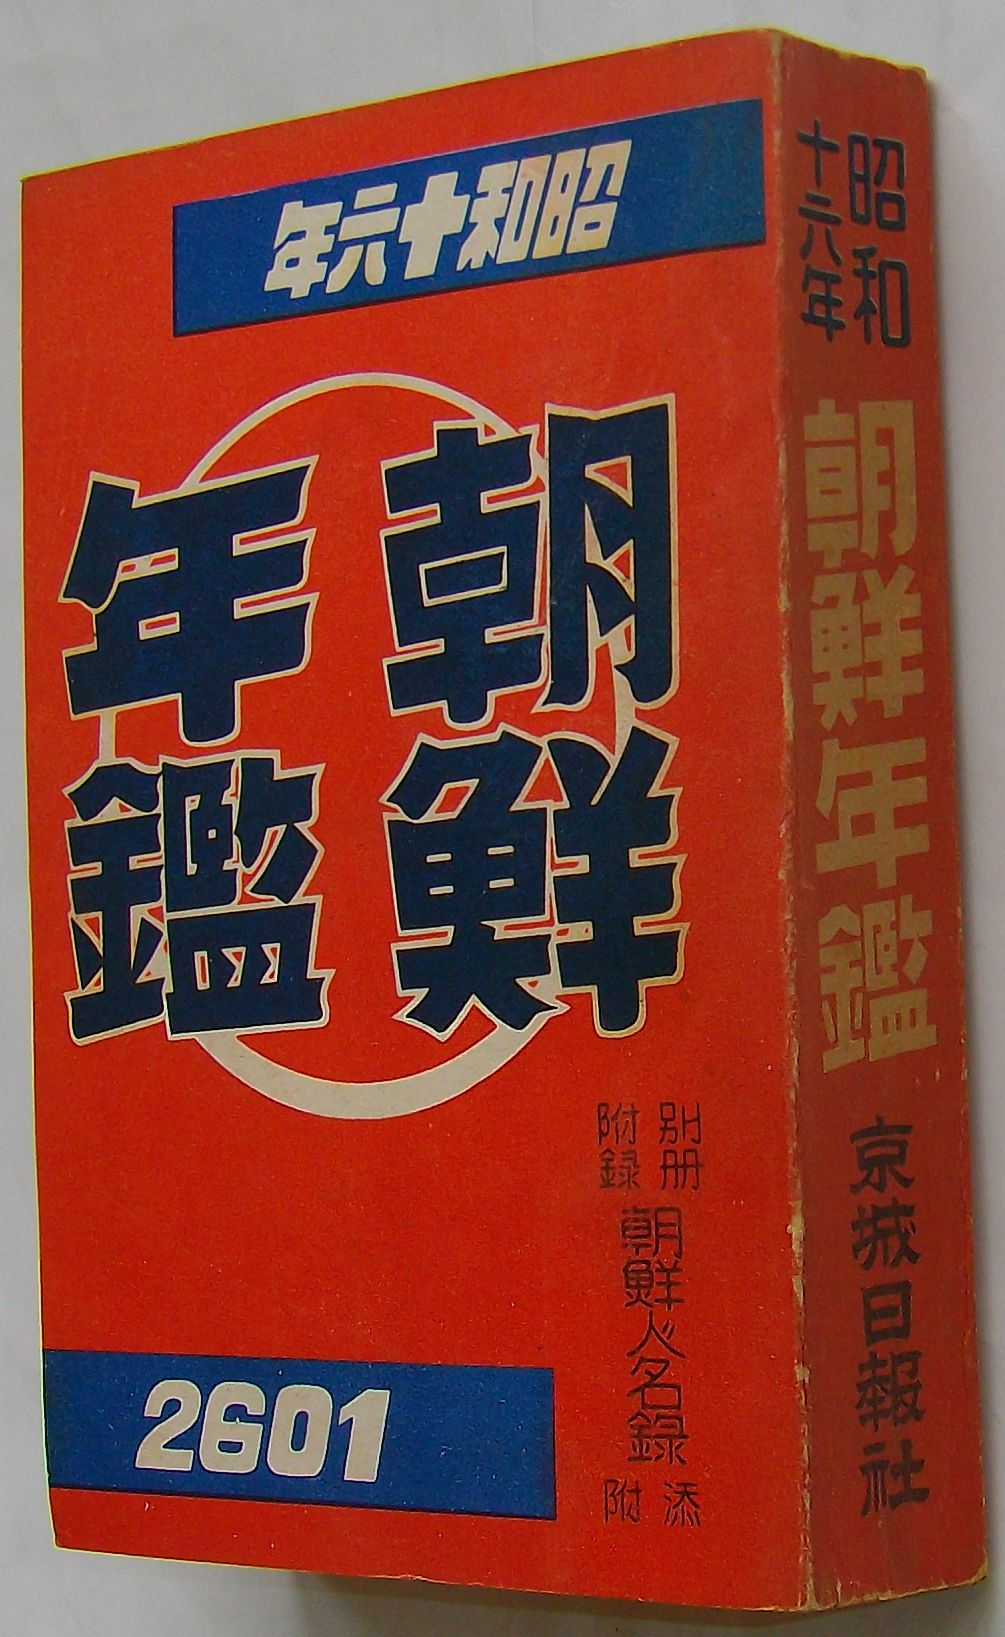 昭和十六年
朝鮮
年鑑
別冊
附録
朝鮮人名録
添附
2601
昭和
十六年
朝鮮年鑑
京城日報社